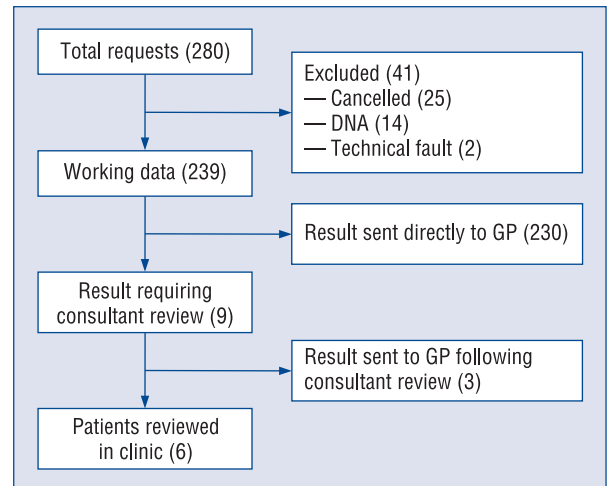 Total requests (280)
Excluded (41)
— Cancelled (25)
— DNA (14)
— Technical fault (2)
Working data (239)
Result sent directly to GP (230)
Result requiring
consultant review (9)
Result sent to GP following
consultant review (3)
Patients reviewed
in clinic (6)